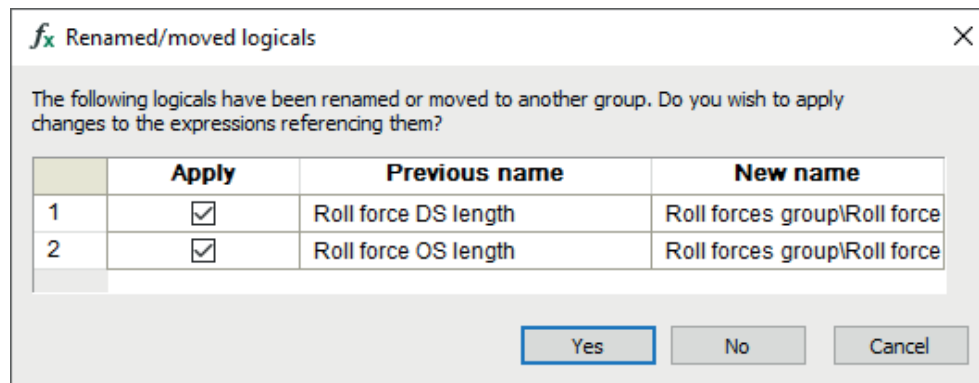 fx Renamed/moved logicals
The following logicals have been renamed or moved to another group. Do you wish to apply
changes to the expressions referencing them?
Apply Previous name New name
1 Roll force DS length Roll forces group\Roll force
2 Roll force OS length Roll forces group\Roll force
Yes No Cancel